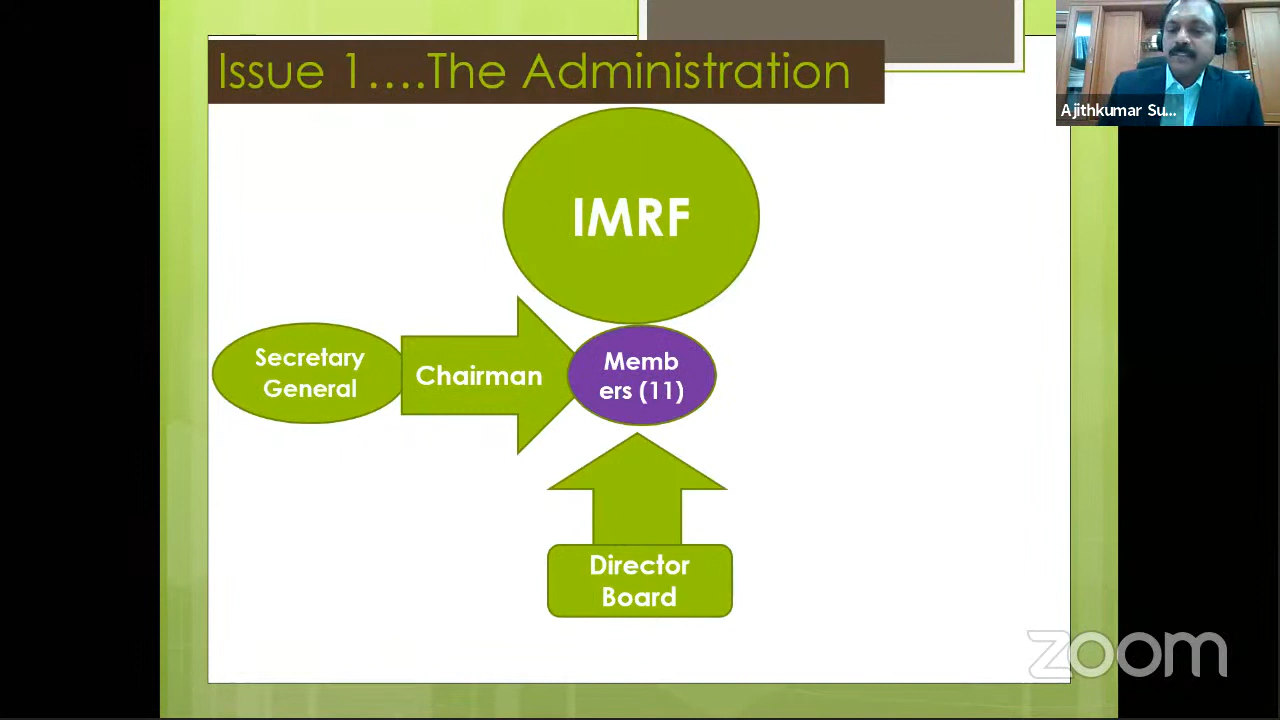 Issue 1....The Administration
Ajithkumar Su...
IMRF
Secretary
General
Chairman
Memb
ers (11)
Director
Board
zoom